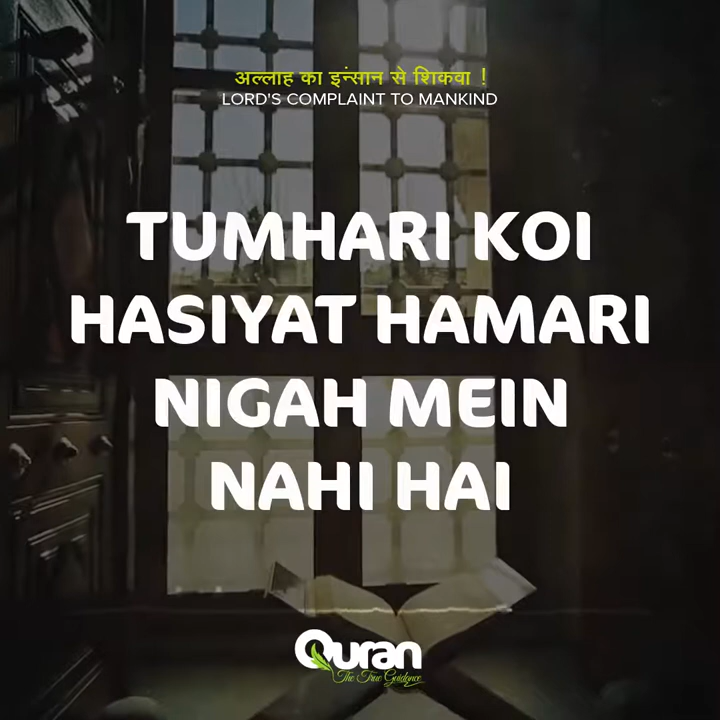 अल्लाह का इन्सान से शिकवा !
LORD'S COMPLAINT TO MANKIND
TUMHARI KOI
HASIYAT HAMARI
NIGAH MEIN
NAHI HAI
Quran
The True Guidance